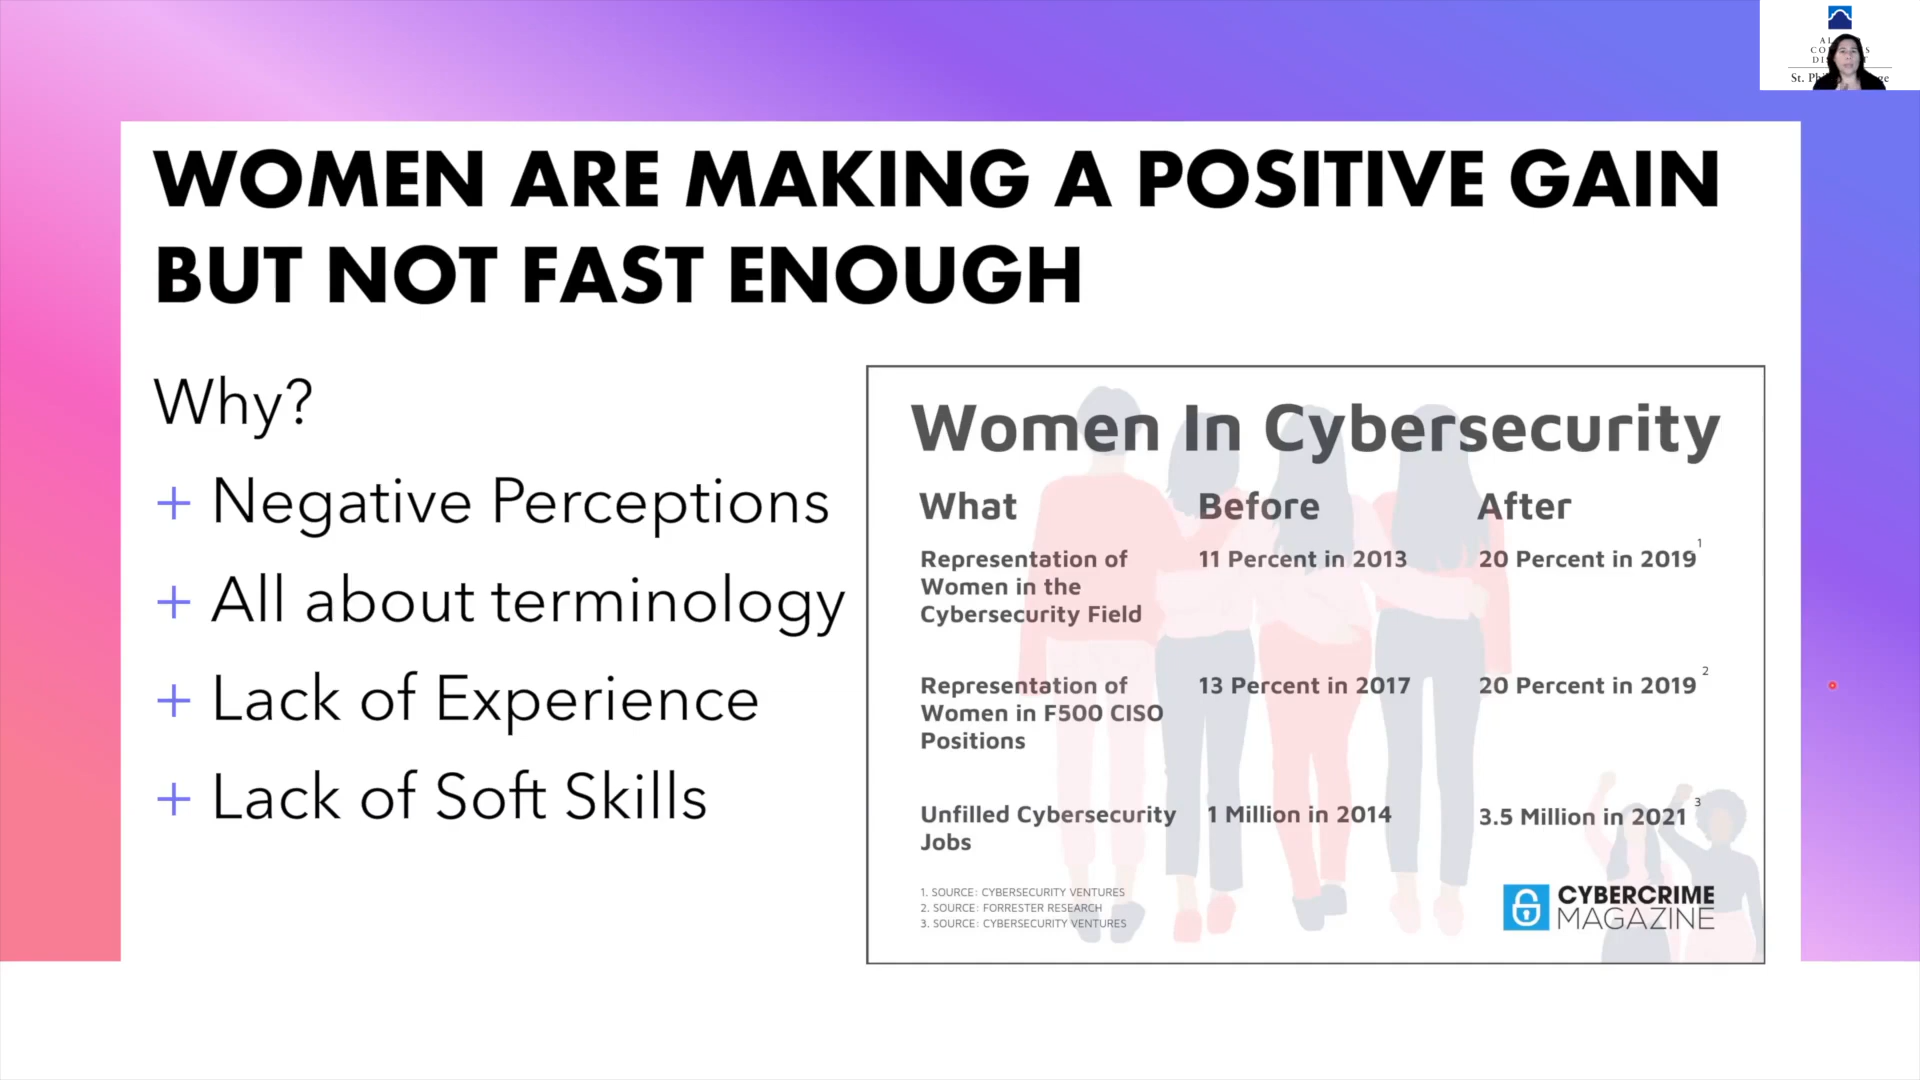 WOMEN ARE MAKING A POSITIVE GAIN
BUT NOT FAST ENOUGH
Why?
+ Negative Perceptions
+ All about terminology
+ Lack of Experience
+ Lack of Soft Skills
Women In Cybersecurity
What Before After
Representation of Women in the Cybersecurity Field 11 Percent in 2013 20 Percent in 2019 1
Representation of Women in F500 CISO Positions 13 Percent in 2017 20 Percent in 2019 2
Unfilled Cybersecurity Jobs 1 Million in 2014 3.5 Million in 2021 3
1. SOURCE: CYBERSECURITY VENTURES
2. SOURCE: FORRESTER RESEARCH
3. SOURCE: CYBERSECURITY VENTURES
CYBERCRIME
MAGAZINE
St.